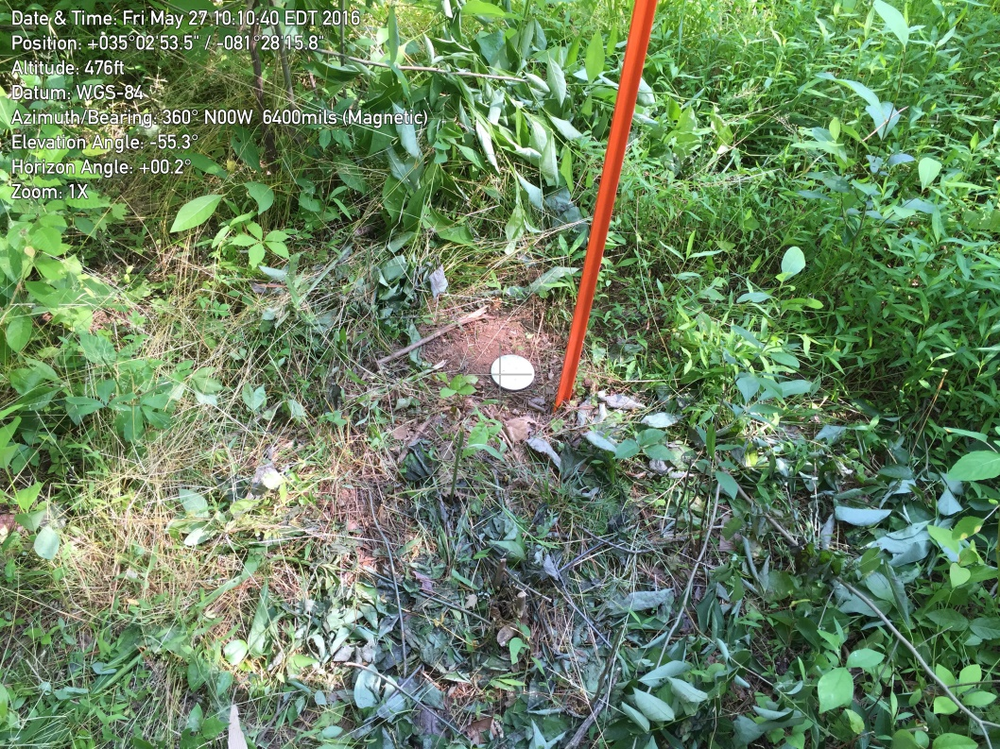 Date & Time: Fri May 27 10:10:40 EDT 2016
Position: +035°02'53.5" / -081°28'15.8"
Altitude: 476ft
Datum: WGS-84
Azimuth/Bearing: 360° N00W 6400mils (Magnetic)
Elevation Angle: -55.3°
Horizon Angle: +00.2°
Zoom: 1X